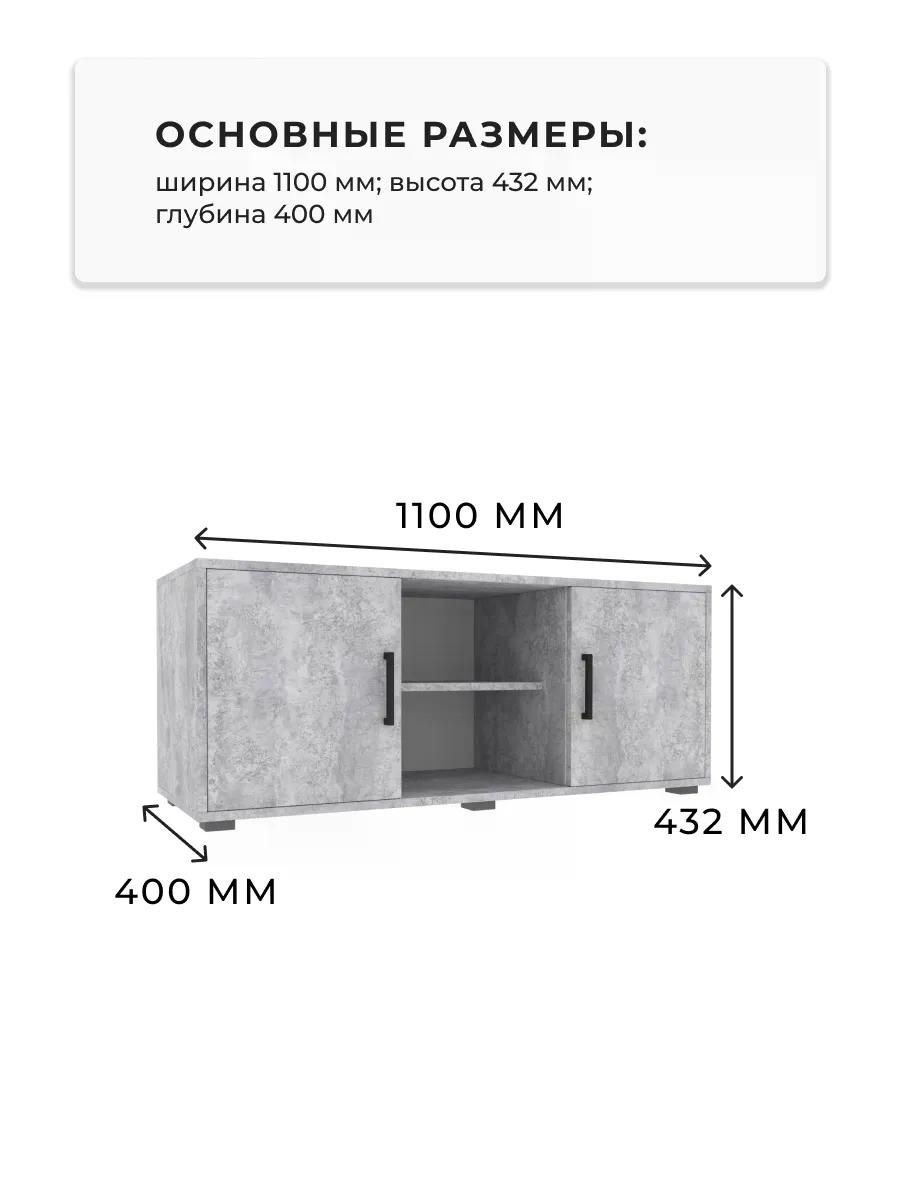 ОСНОВНЫЕ РАЗМЕРЫ:
ширина 1100 мм; высота 432 мм;
глубина 400 мм
1100 ММ
432 ММ
400 ММ